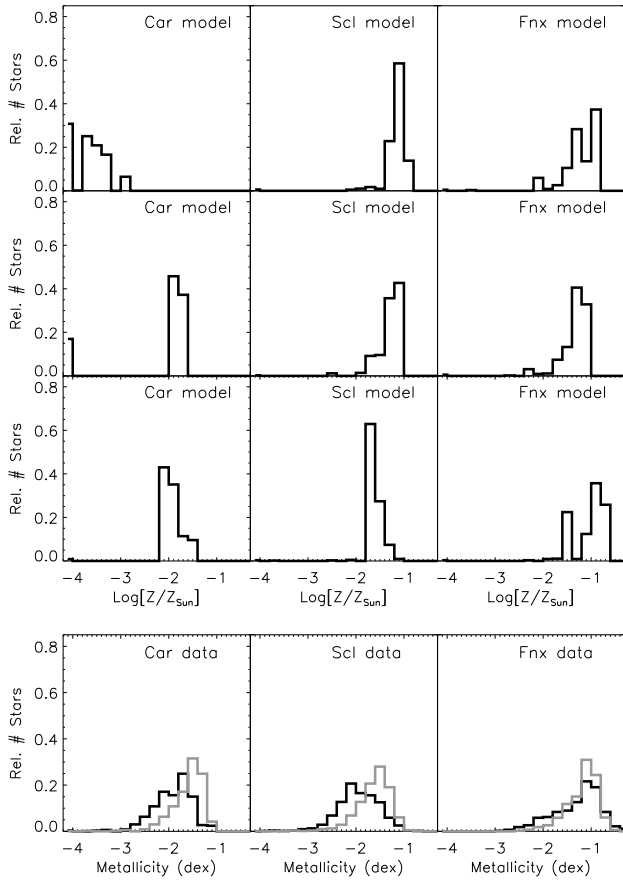 Car model
Scl model
Fnx model
Rel. # Stars
0.8
0.6
0.4
0.2
0.0
Car model
Scl model
Fnx model
Rel. # Stars
0.8
0.6
0.4
0.2
0.0
Car model
Scl model
Fnx model
Rel. # Stars
0.8
0.6
0.4
0.2
0.0
-4 -3 -2 -1
-4 -3 -2 -1
-4 -3 -2 -1
Log[Z/Z_Sun]
Log[Z/Z_Sun]
Log[Z/Z_Sun]
Car data
Scl data
Fnx data
Rel. # Stars
0.8
0.6
0.4
0.2
0.0
-4 -3 -2 -1
-4 -3 -2 -1
-4 -3 -2 -1
Metallicity (dex)
Metallicity (dex)
Metallicity (dex)